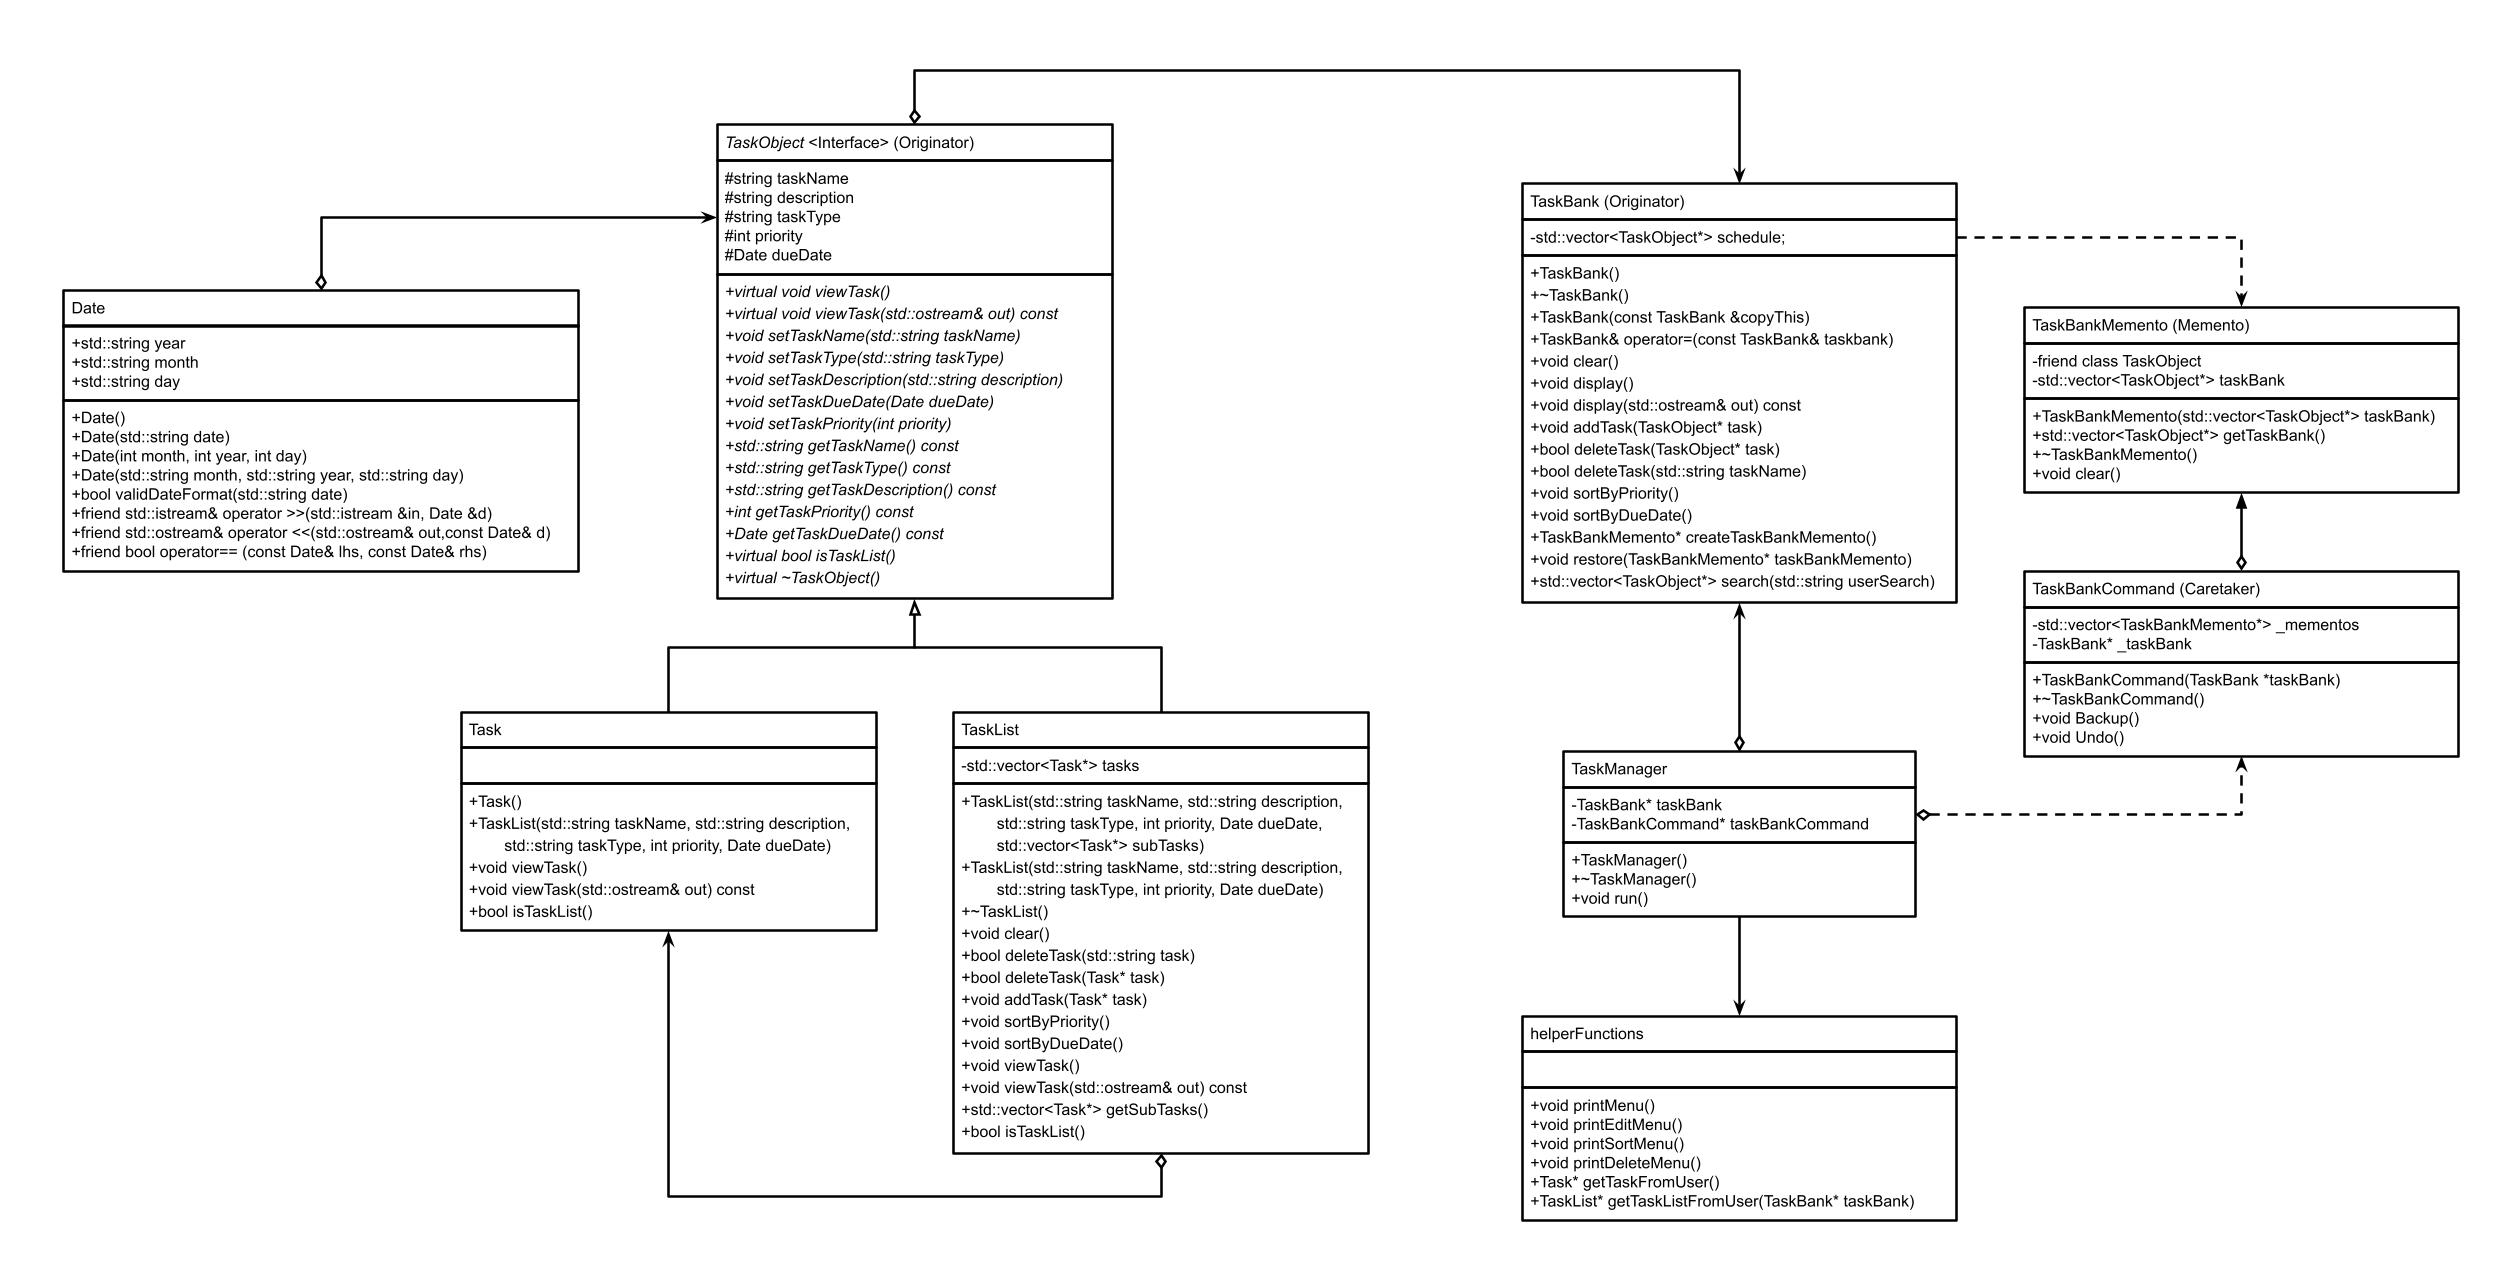 TaskObject <Interface> (Originator)
#string taskName
#string description
#string taskType
#int priority
#Date dueDate
+virtual void viewTask()
+virtual void viewTask(std::ostream& out) const
+void setTaskName(std::string taskName)
+void setTaskType(std::string taskType)
+void setTaskDescription(std::string description)
+void setTaskDueDate(Date dueDate)
+void setTaskPriority(int priority)
+std::string getTaskName() const
+std::string getTaskType() const
+std::string getTaskDescription() const
+int getTaskPriority() const
+Date getTaskDueDate() const
+virtual bool isTaskList()
+virtual ~TaskObject()
Date
+std::string year
+std::string month
+std::string day
+Date()
+Date(std::string date)
+Date(int month, int year, int day)
+Date(std::string month, std::string year, std::string day)
+bool validDateFormat(std::string date)
+friend std::istream& operator >>(std::istream &in, Date &d)
+friend std::ostream& operator <<(std::ostream& out,const Date& d)
+friend bool operator== (const Date& lhs, const Date& rhs)
Task
+Task()
+TaskList(std::string taskName, std::string description,
std::string taskType, int priority, Date dueDate)
+void viewTask()
+void viewTask(std::ostream& out) const
+bool isTaskList()
TaskList
-std::vector<Task*> tasks
+TaskList(std::string taskName, std::string description,
std::string taskType, int priority, Date dueDate,
std::vector<Task*> subTasks)
+TaskList(std::string taskName, std::string description,
std::string taskType, int priority, Date dueDate)
+~TaskList()
+void clear()
+bool deleteTask(std::string task)
+bool deleteTask(Task* task)
+void addTask(Task* task)
+void sortByPriority()
+void sortByDueDate()
+void viewTask()
+void viewTask(std::ostream& out) const
+std::vector<Task*> getSubTasks()
+bool isTaskList()
TaskBank (Originator)
-std::vector<TaskObject*> schedule;
+TaskBank()
+~TaskBank()
+TaskBank(const TaskBank &copyThis)
+TaskBank& operator=(const TaskBank& taskbank)
+void clear()
+void display()
+void display(std::ostream& out) const
+void addTask(TaskObject* task)
+bool deleteTask(TaskObject* task)
+bool deleteTask(std::string taskName)
+void sortByPriority()
+void sortByDueDate()
+TaskBankMemento* createTaskBankMemento()
+void restore(TaskBankMemento* taskBankMemento)
+std::vector<TaskObject*> search(std::string userSearch)
TaskBankMemento (Memento)
-friend class TaskObject
-std::vector<TaskObject*> taskBank
+TaskBankMemento(std::vector<TaskObject*> taskBank)
+std::vector<TaskObject*> getTaskBank()
+~TaskBankMemento()
+void clear()
TaskBankCommand (Caretaker)
-std::vector<TaskBankMemento*> _mementos
-TaskBank* _taskBank
+TaskBankCommand(TaskBank *taskBank)
+~TaskBankCommand()
+void Backup()
+void Undo()
TaskManager
-TaskBank* taskBank
-TaskBankCommand* taskBankCommand
+TaskManager()
+~TaskManager()
+void run()
helperFunctions
+void printMenu()
+void printEditMenu()
+void printSortMenu()
+void printDeleteMenu()
+Task* getTaskFromUser()
+TaskList* getTaskListFromUser(TaskBank* taskBank)